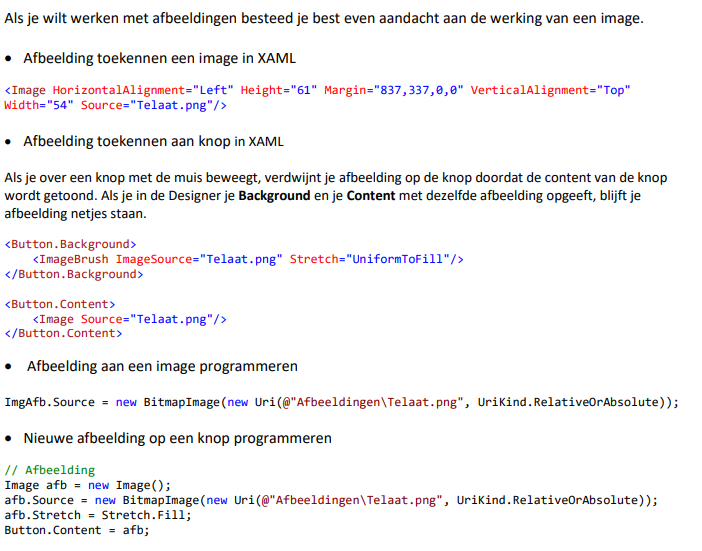 Als je wilt werken met afbeeldingen besteed je best even aandacht aan de werking van een image.
• Afbeelding toekennen een image in XAML
<Image HorizontalAlignment="Left" Height="61" Margin="837,337,0,0" VerticalAlignment="Top"
Width="54" Source="Telaat.png"/>
• Afbeelding toekennen aan knop in XAML
Als je over een knop met de muis beweegt, verdwijnt je afbeelding op de knop doordat de content van de knop
wordt getoond. Als je in de Designer je Background en je Content met dezelfde afbeelding opgeeft, blijft je
afbeelding netjes staan.
<Button.Background>
    <ImageBrush ImageSource="Telaat.png" Stretch="UniformToFill"/>
</Button.Background>
<Button.Content>
    <Image Source="Telaat.png"/>
</Button.Content>
• Afbeelding aan een image programmeren
ImgAfb.Source = new BitmapImage(new Uri(@"Afbeeldingen\Telaat.png", UriKind.RelativeOrAbsolute));
• Nieuwe afbeelding op een knop programmeren
// Afbeelding
Image afb = new Image();
afb.Source = new BitmapImage(new Uri(@"Afbeeldingen\Telaat.png", UriKind.RelativeOrAbsolute));
afb.Stretch = Stretch.Fill;
Button.Content = afb;